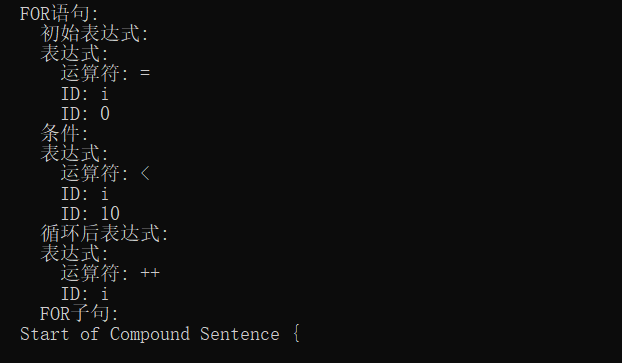 FOR语句:
初始表达式:
表达式:
运算符: =
ID: i
ID: 0
条件:
表达式:
运算符: <
ID: i
ID: 10
循环后表达式:
表达式:
运算符: ++
ID: i
FOR子句:
Start of Compound Sentence {